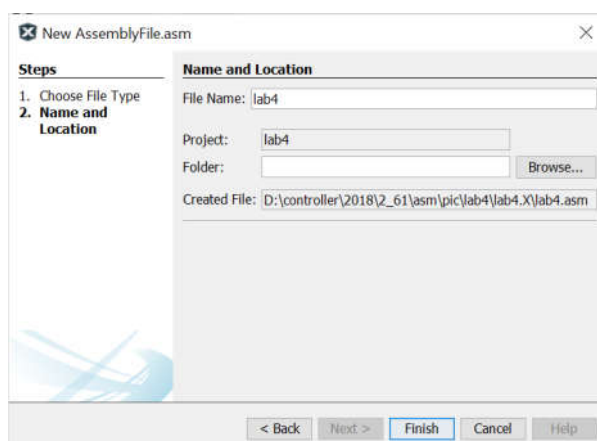 New AssemblyFile.asm
Steps
1. Choose File Type
2. Name and
Location
Name and Location
File Name: lab4
Project: lab4
Folder:
Browse...
Created File: D:\controller\2018\2_61\asm\pic\lab4\lab4.X\lab4.asm
< Back Next > Finish Cancel Help